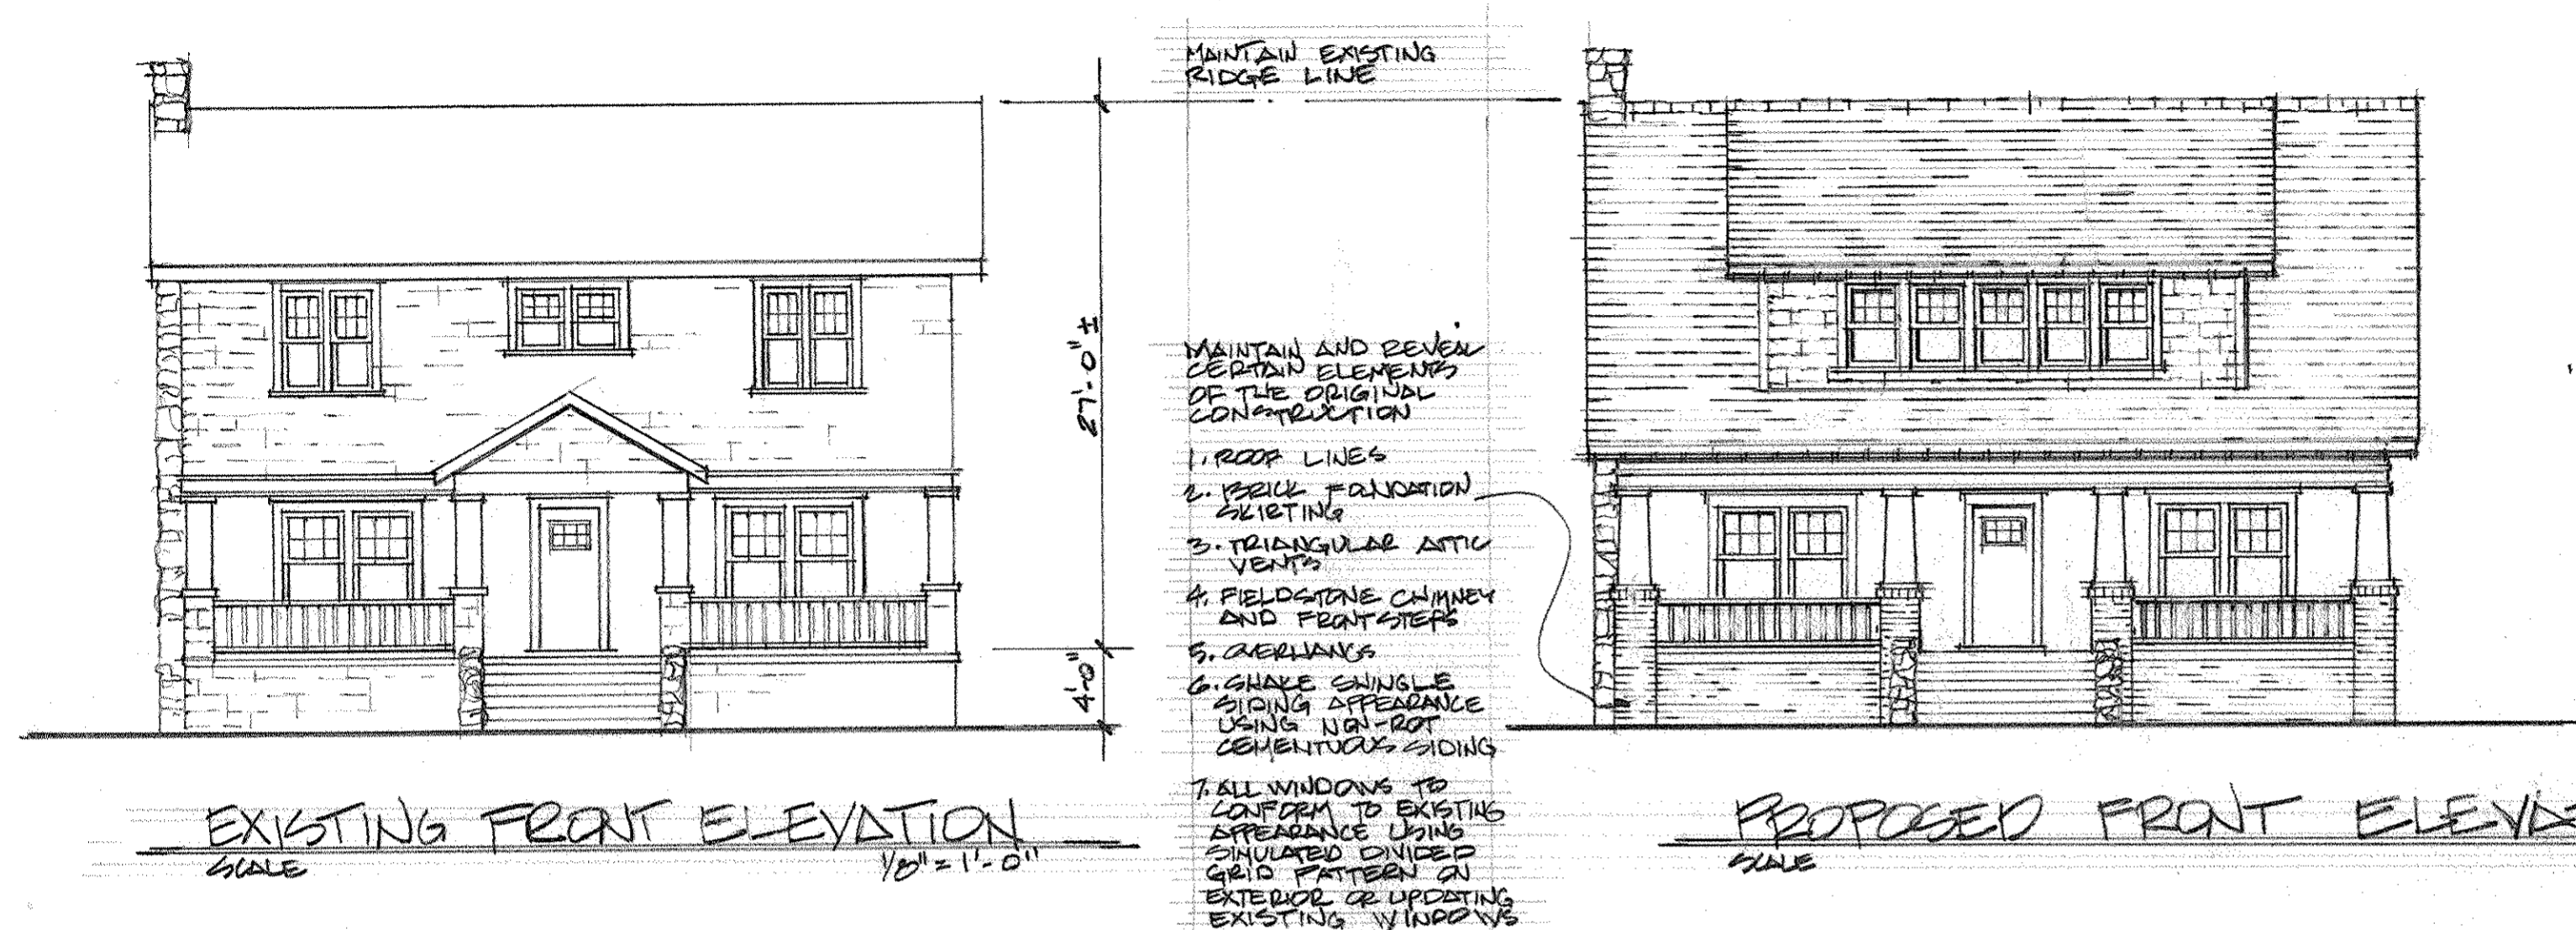 MAINTAIN EXISTING
RIDGE LINE
27'-0"±
4'-0"
MAINTAIN AND REVEAL
CERTAIN ELEMENTS
OF THE ORIGINAL
CONSTRUCTION
1. ROOF LINES
2. BRICK FOUNDATION
SKIRTING
3. TRIANGULAR ATTIC
VENTS
4. FIELDSTONE CHIMNEY
AND FRONT STEPS
5. OVERHANGS
6. SHAKE SHINGLE
SIDING APPEARANCE
USING NON-ROT
CEMENTUOUS SIDING
7. ALL WINDOWS TO
CONFORM TO EXISTING
APPEARANCE USING
SIMULATED DIVIDED
GRID PATTERN ON
EXTERIOR OR UPDATING
EXISTING WINDOWS
EXISTING FRONT ELEVATION
SCALE 1/8" = 1'-0"
PROPOSED FRONT ELEVA
SCALE